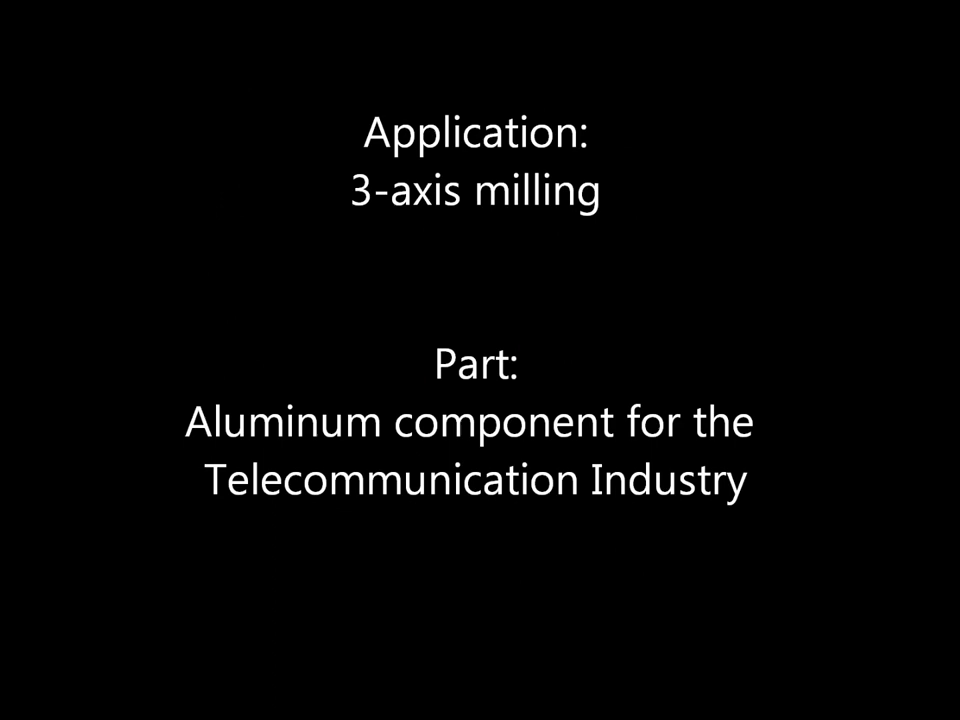 Application:
3-axis milling
Part:
Aluminum component for the
Telecommunication Industry